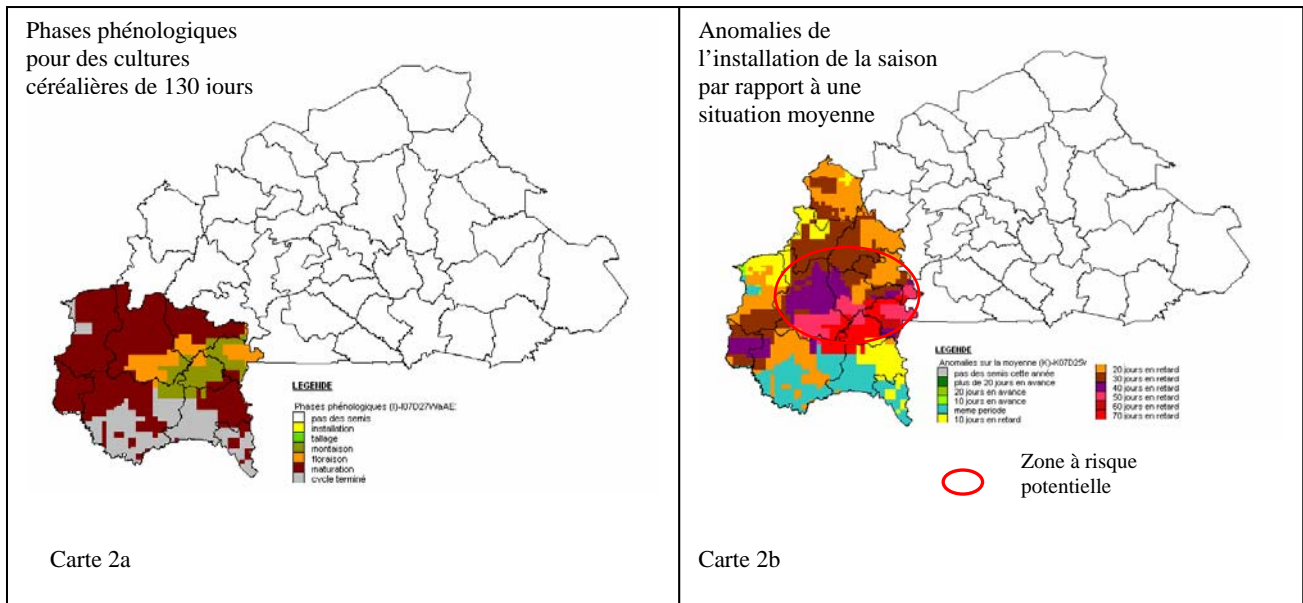 Phases phénologiques
pour des cultures
céréalières de 130 jours
LEGENDE
Phases phénologiques
pas des semis
installation
tallage
montaison
floraison
maturation
cycle terminé
Carte 2a
Anomalies de
l'installation de la saison
par rapport à une
situation moyenne
LEGENDE
Anomalies sur la moyenne
pas des semis cette année
plus de 20 jours en avance
20 jours en avance
10 jours en avance
meme periode
10 jours en retard
20 jours en retard
30 jours en retard
40 jours en retard
50 jours en retard
60 jours en retard
70 jours en retard
Zone à risque
potentielle
Carte 2b